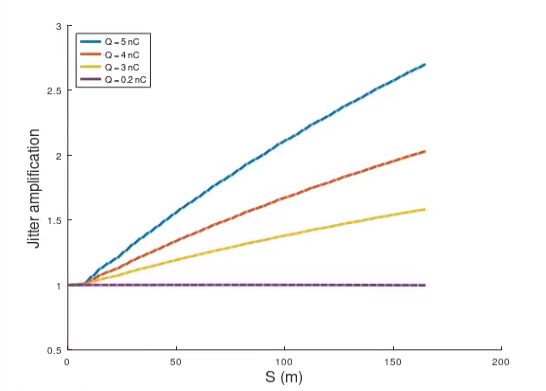 3
2.5
2
1.5
1
0.5
0
50
100
150
200
Jitter amplification
S (m)
Q = 5 nC
Q = 4 nC
Q = 3 nC
Q = 0.2 nC